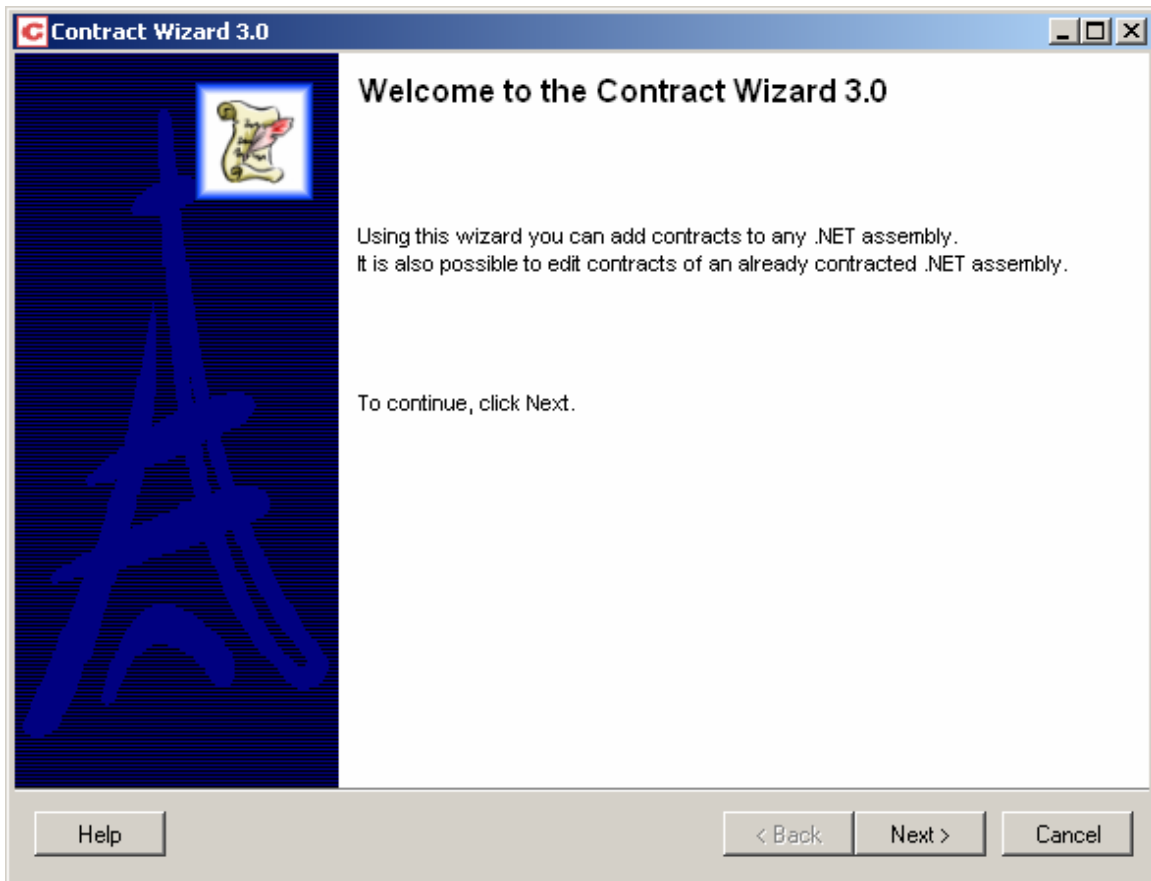 Contract Wizard 3.0
Welcome to the Contract Wizard 3.0
Using this wizard you can add contracts to any .NET assembly.
It is also possible to edit contracts of an already contracted .NET assembly.
To continue, click Next.
Help
< Back
Next >
Cancel